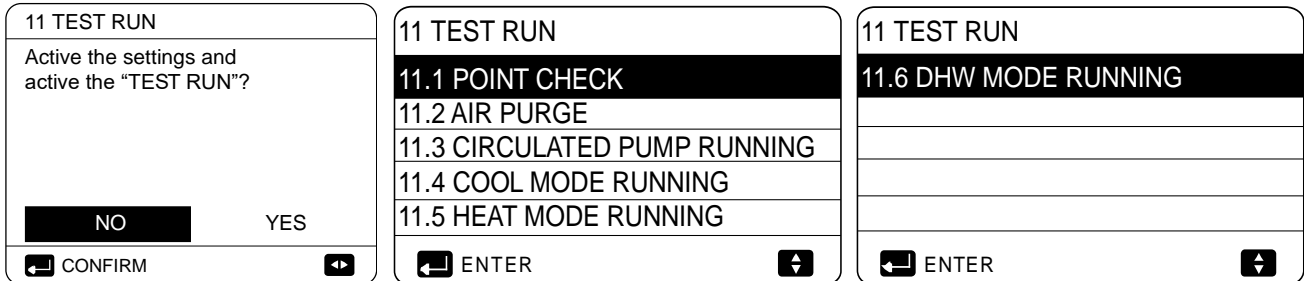 11 TEST RUN
Active the settings and
active the “TEST RUN”?
NO YES
CONFIRM
11 TEST RUN
11.1 POINT CHECK
11.2 AIR PURGE
11.3 CIRCULATED PUMP RUNNING
11.4 COOL MODE RUNNING
11.5 HEAT MODE RUNNING
ENTER
11 TEST RUN
11.6 DHW MODE RUNNING
ENTER